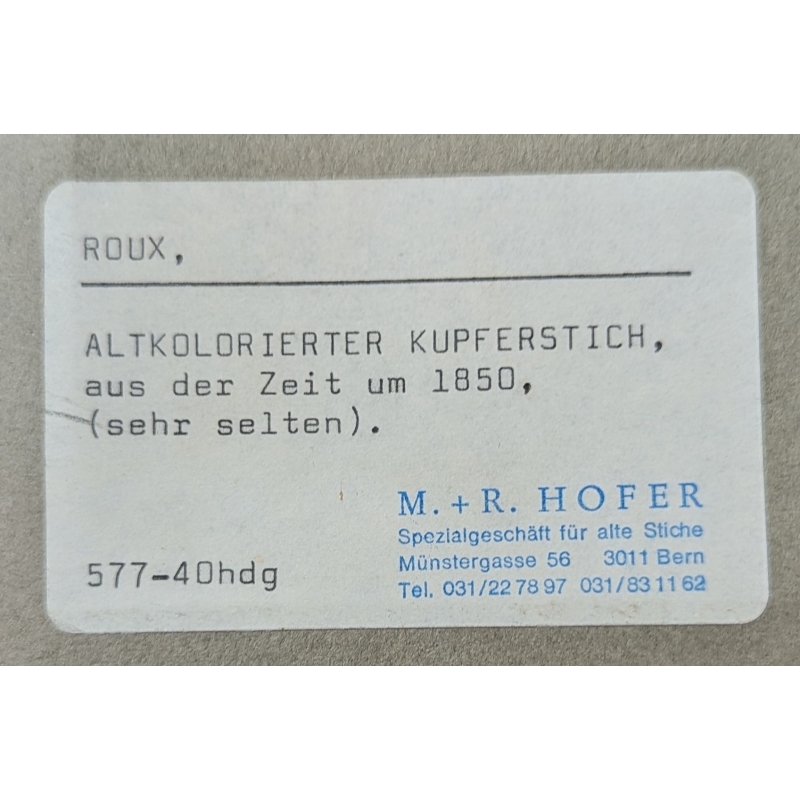 ROUX,
ALTKOLORIERTER KUPFERSTICH,
aus der Zeit um 1850,
(sehr selten).
577-40hdg
M. + R. HOFER
Spezialgeschäft für alte Stiche
Münstergasse 56 3011 Bern
Tel. 031/22 78 97 031/83 11 62